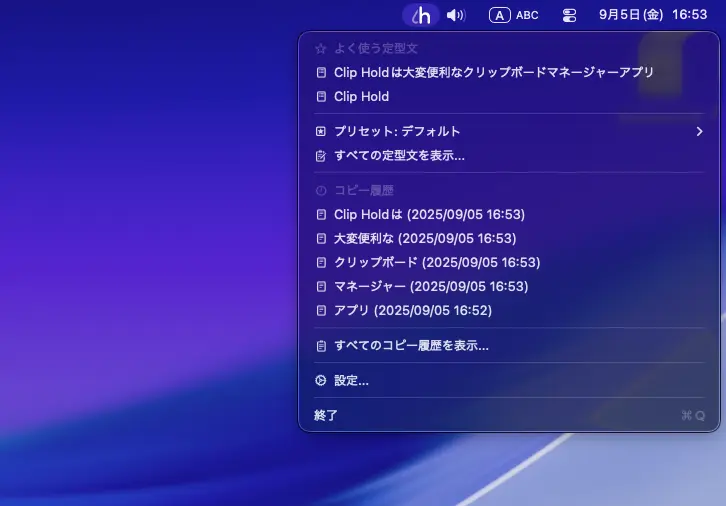 A ABC 9月5日(金) 16:53
よく使う定型文
Clip Holdは大変便利なクリップボードマネージャーアプリ
Clip Hold
プリセット: デフォルト
すべての定型文を表示...
コピー履歴
Clip Holdは (2025/09/05 16:53)
大変便利な (2025/09/05 16:53)
クリップボード (2025/09/05 16:53)
マネージャー (2025/09/05 16:53)
アプリ (2025/09/05 16:52)
すべてのコピー履歴を表示...
設定...
終了 ⌘Q